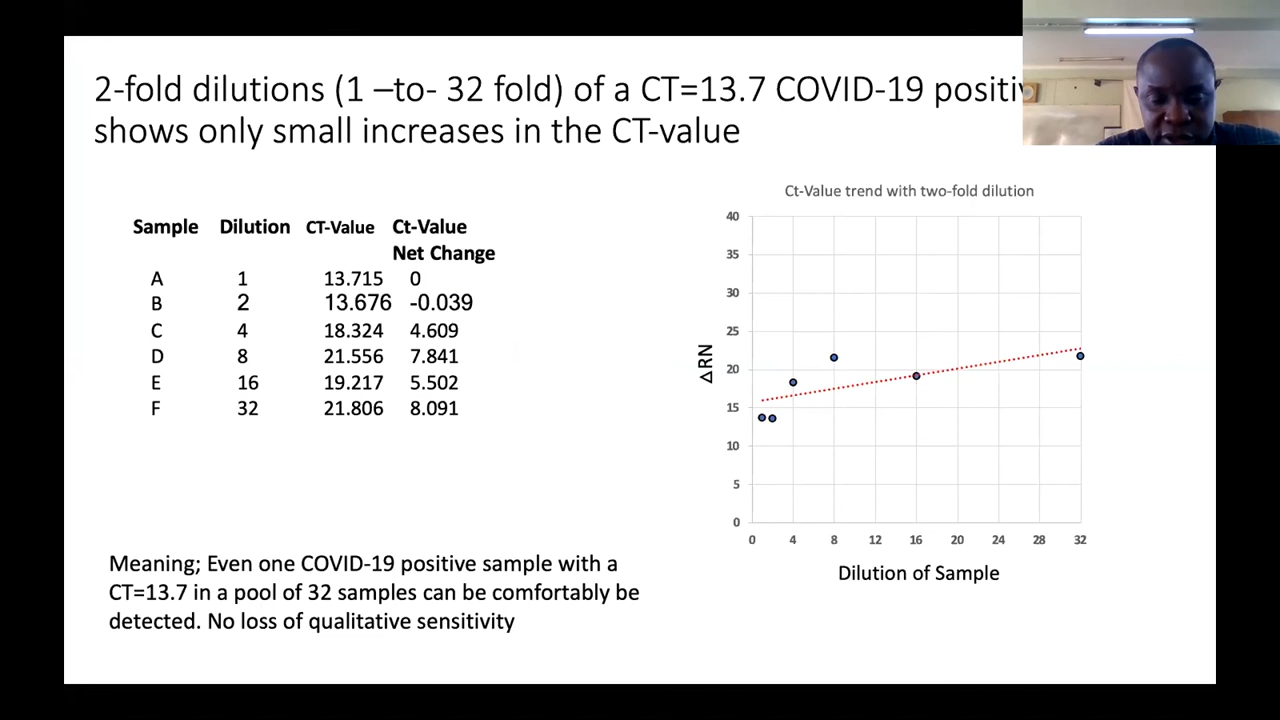 2-fold dilutions (1 –to- 32 fold) of a CT=13.7 COVID-19
shows only small increases in the CT-value
Sample Dilution CT-Value Ct-Value
Net Change
A 1 13.715 0
B 2 13.676 -0.039
C 4 18.324 4.609
D 8 21.556 7.841
E 16 19.217 5.502
F 32 21.806 8.091
Meaning; Even one COVID-19 positive sample with a
CT=13.7 in a pool of 32 samples can be comfortably be
detected. No loss of qualitative sensitivity
Ct-Value trend with two-fold dilution
40
35
30
25
20
15
10
5
0
ΔRN
0 4 8 12 16 20 24 28 32
Dilution of Sample